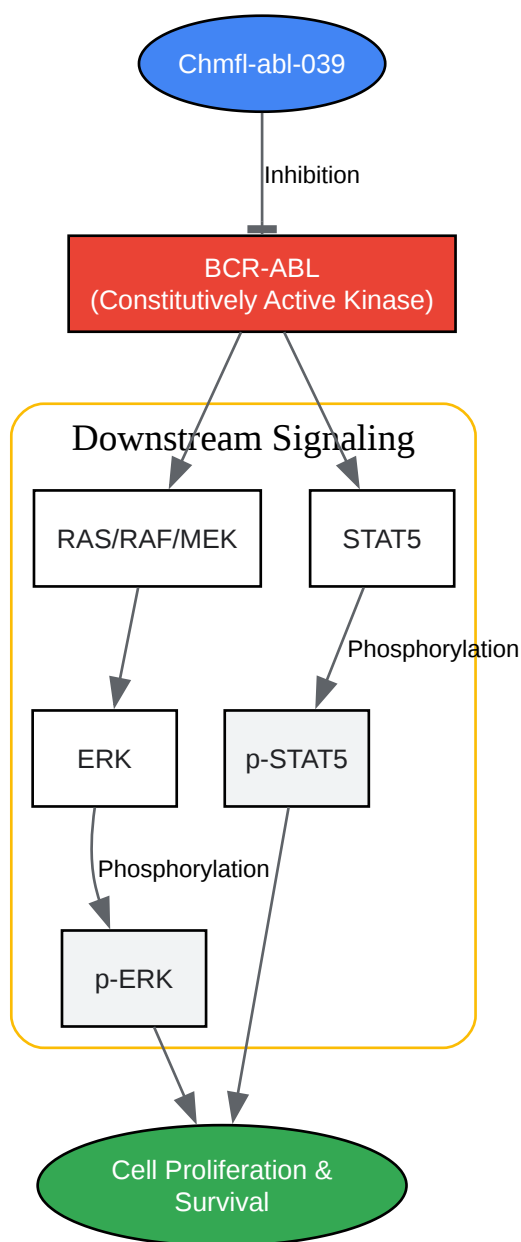 Chmfl-abl-039
Inhibition
BCR-ABL
(Constitutively Active Kinase)
Downstream Signaling
RAS/RAF/MEK
STAT5
Phosphorylation
ERK
p-STAT5
Phosphorylation
p-ERK
Cell Proliferation &
Survival